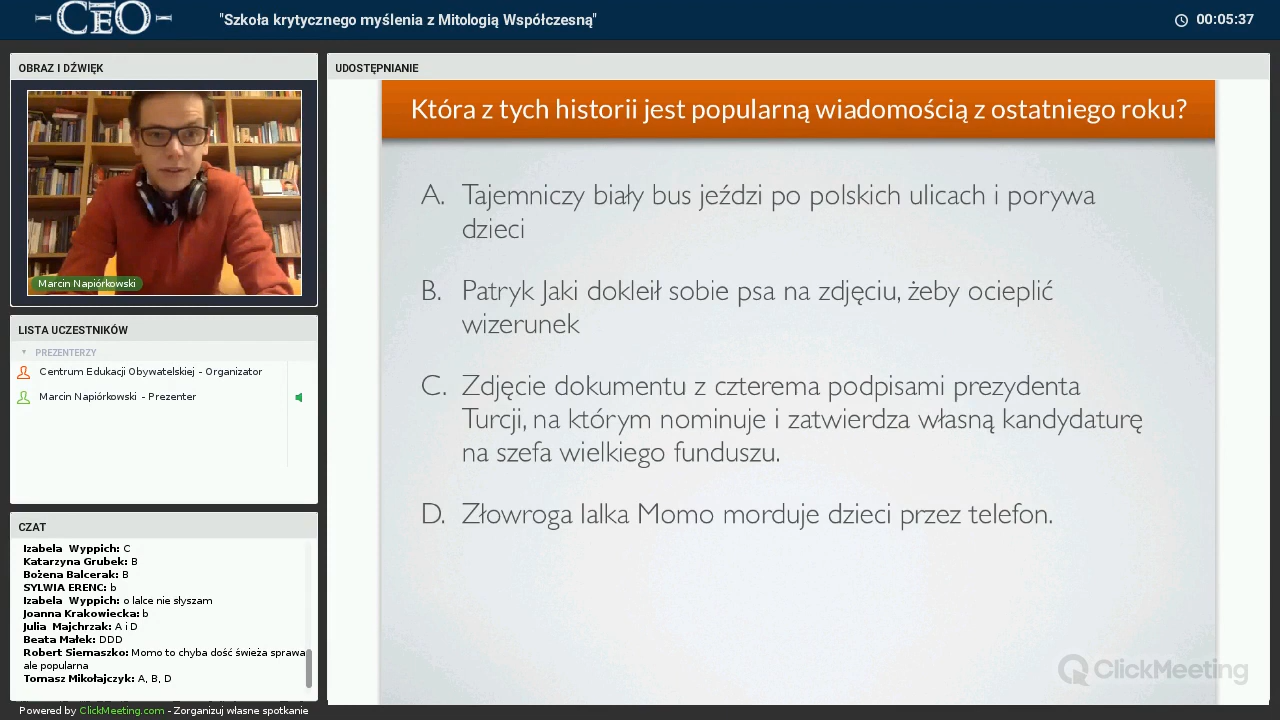 CEO
"Szkoła krytycznego myślenia z Mitologią Współczesną"
00:05:37
OBRAZ I DŹWIĘK
Marcin Napiórkowski
LISTA UCZESTNIKÓW
PREZENTERZY
Centrum Edukacji Obywatelskiej - Organizator
Marcin Napiórkowski - Prezenter
CZAT
Izabela Wyppich: C
Katarzyna Grubek: B
Bożena Balcerak: B
SYLWIA ERENC: b
Izabela Wyppich: o lalce nie słyszam
Joanna Krakowiecka: b
Julia Majchrzak: A i D
Beata Małek: DDD
Robert Siemaszko: Momo to chyba dość świeża sprawa
ale popularna
Tomasz Mikołajczyk: A, B, D
Powered by ClickMeeting.com - Zorganizuj własne spotkanie
UDOSTĘPNIANIE
Która z tych historii jest popularną wiadomością z ostatniego roku?
A. Tajemniczy biały bus jeździ po polskich ulicach i porywa
dzieci
B. Patryk Jaki dokleił sobie psa na zdjęciu, żeby ocieplić
wizerunek
C. Zdjęcie dokumentu z czterema podpisami prezydenta
Turcji, na którym nominuje i zatwierdza własną kandydaturę
na szefa wielkiego funduszu.
D. Złowroga lalka Momo morduje dzieci przez telefon.
ClickMeeting